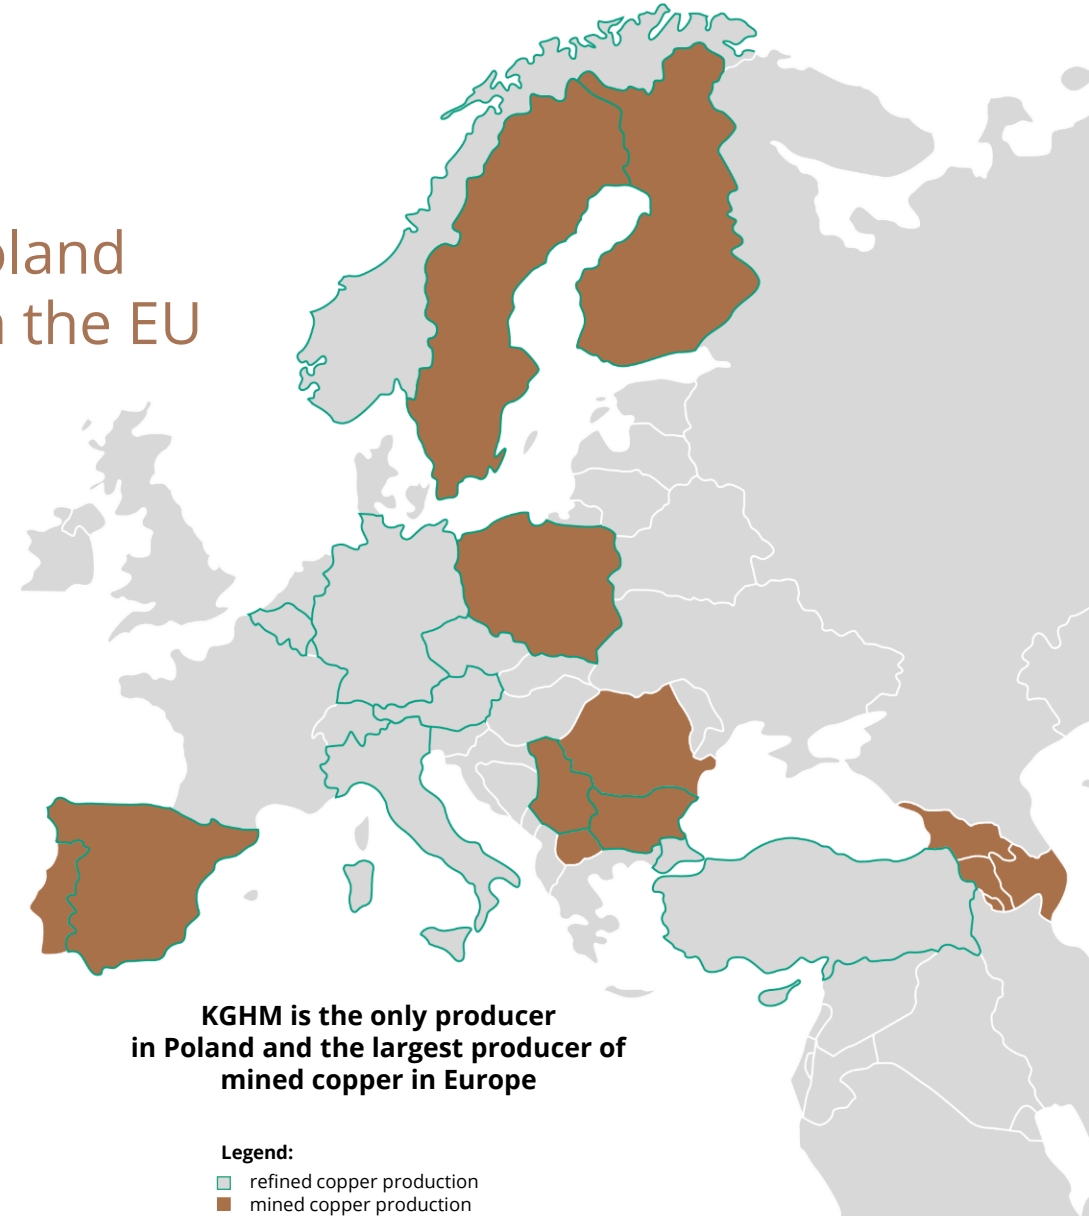 the EU
KGHM is the only producer
in Poland and the largest producer of
mined copper in Europe
Legend:
refined copper production
mined copper production